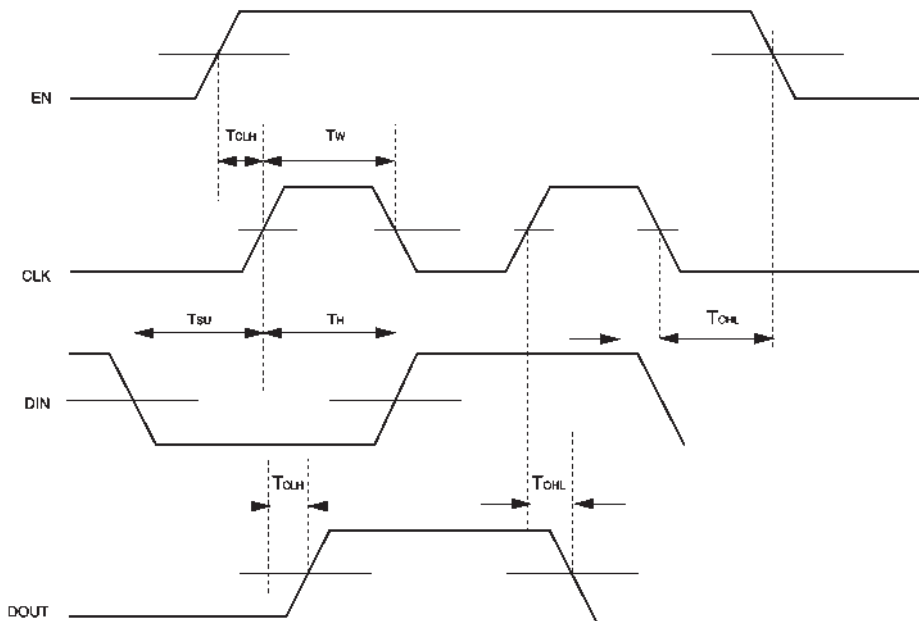 EN
TCLH
TW
CLK
TSU
TH
TCHL
DIN
TCLH
TCHL
DOUT